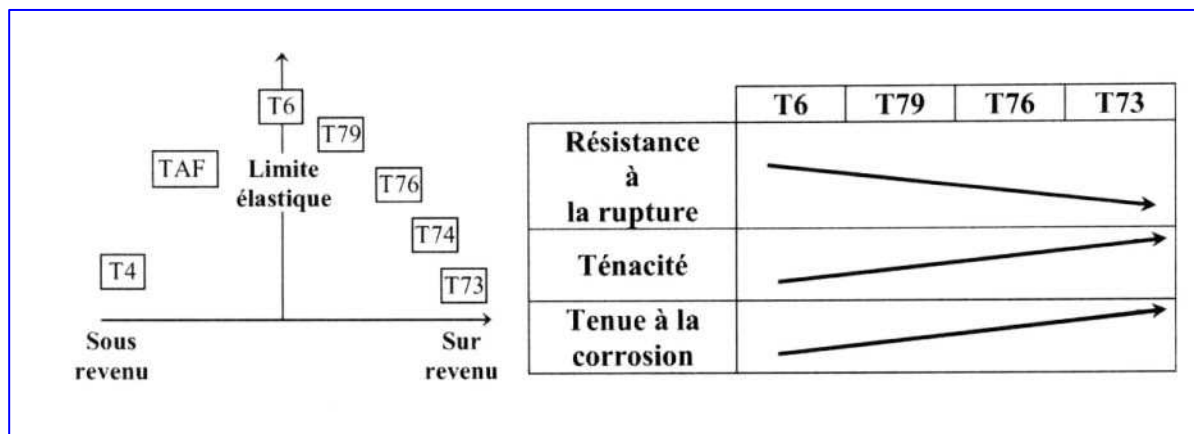 T6
T79
TAF
Limite
élastique
T76
T74
T4
T73
Sous
revenu
Sur
revenu
T6 T79 T76 T73
Résistance
à
la rupture
Ténacité
Tenue à la
corrosion